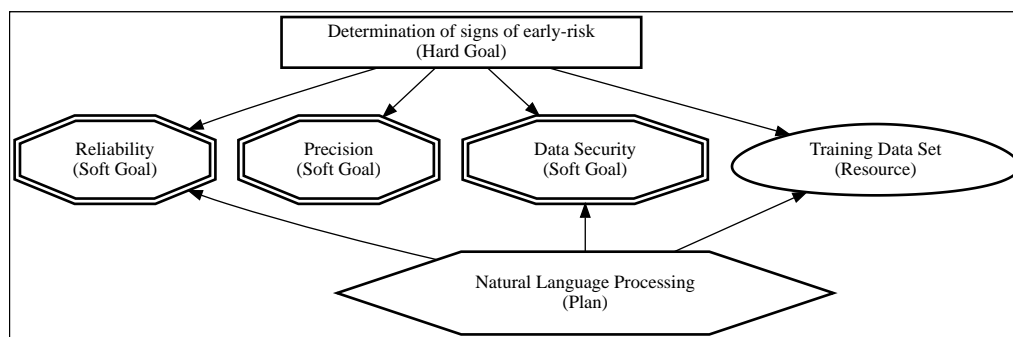 Determination of signs of early-risk
(Hard Goal)
Reliability
(Soft Goal)
Precision
(Soft Goal)
Data Security
(Soft Goal)
Training Data Set
(Resource)
Natural Language Processing
(Plan)